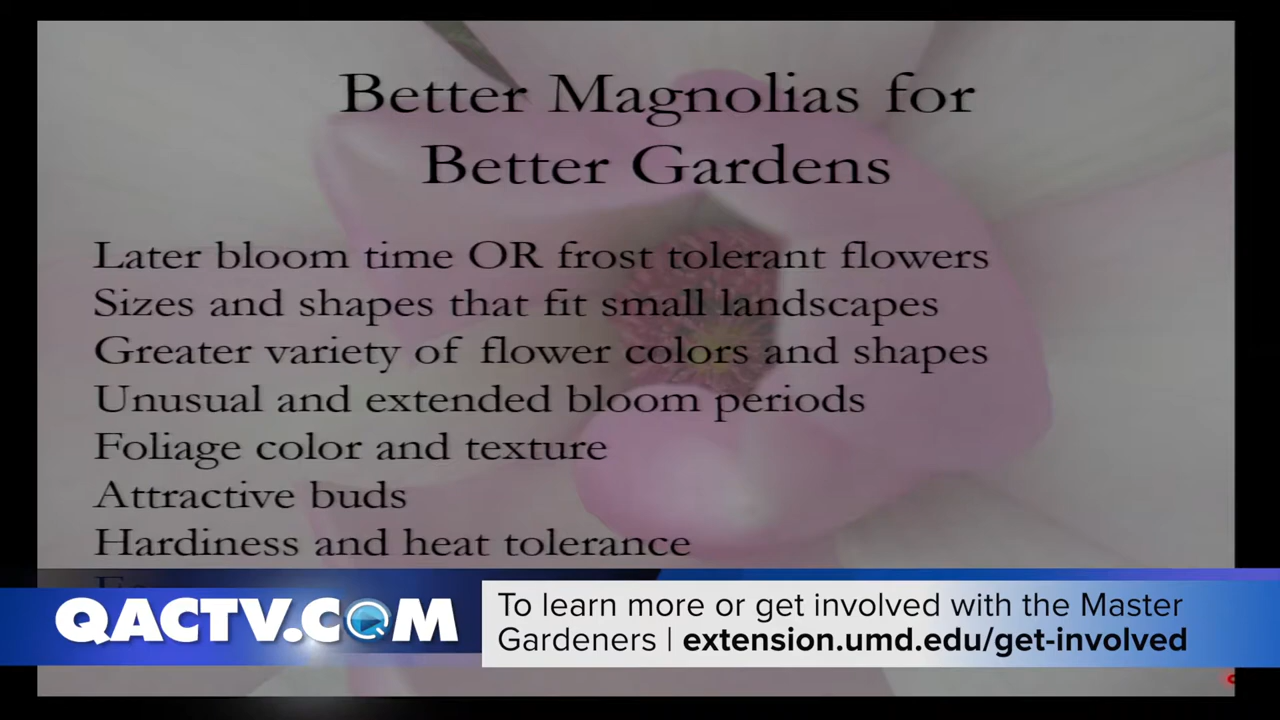 Better Magnolias for
Better Gardens
Later bloom time OR frost tolerant flowers
Sizes and shapes that fit small landscapes
Greater variety of flower colors and shapes
Unusual and extended bloom periods
Foliage color and texture
Attractive buds
Hardiness and heat tolerance
QACTV.COM
To learn more or get involved with the Master
Gardeners | extension.umd.edu/get-involved